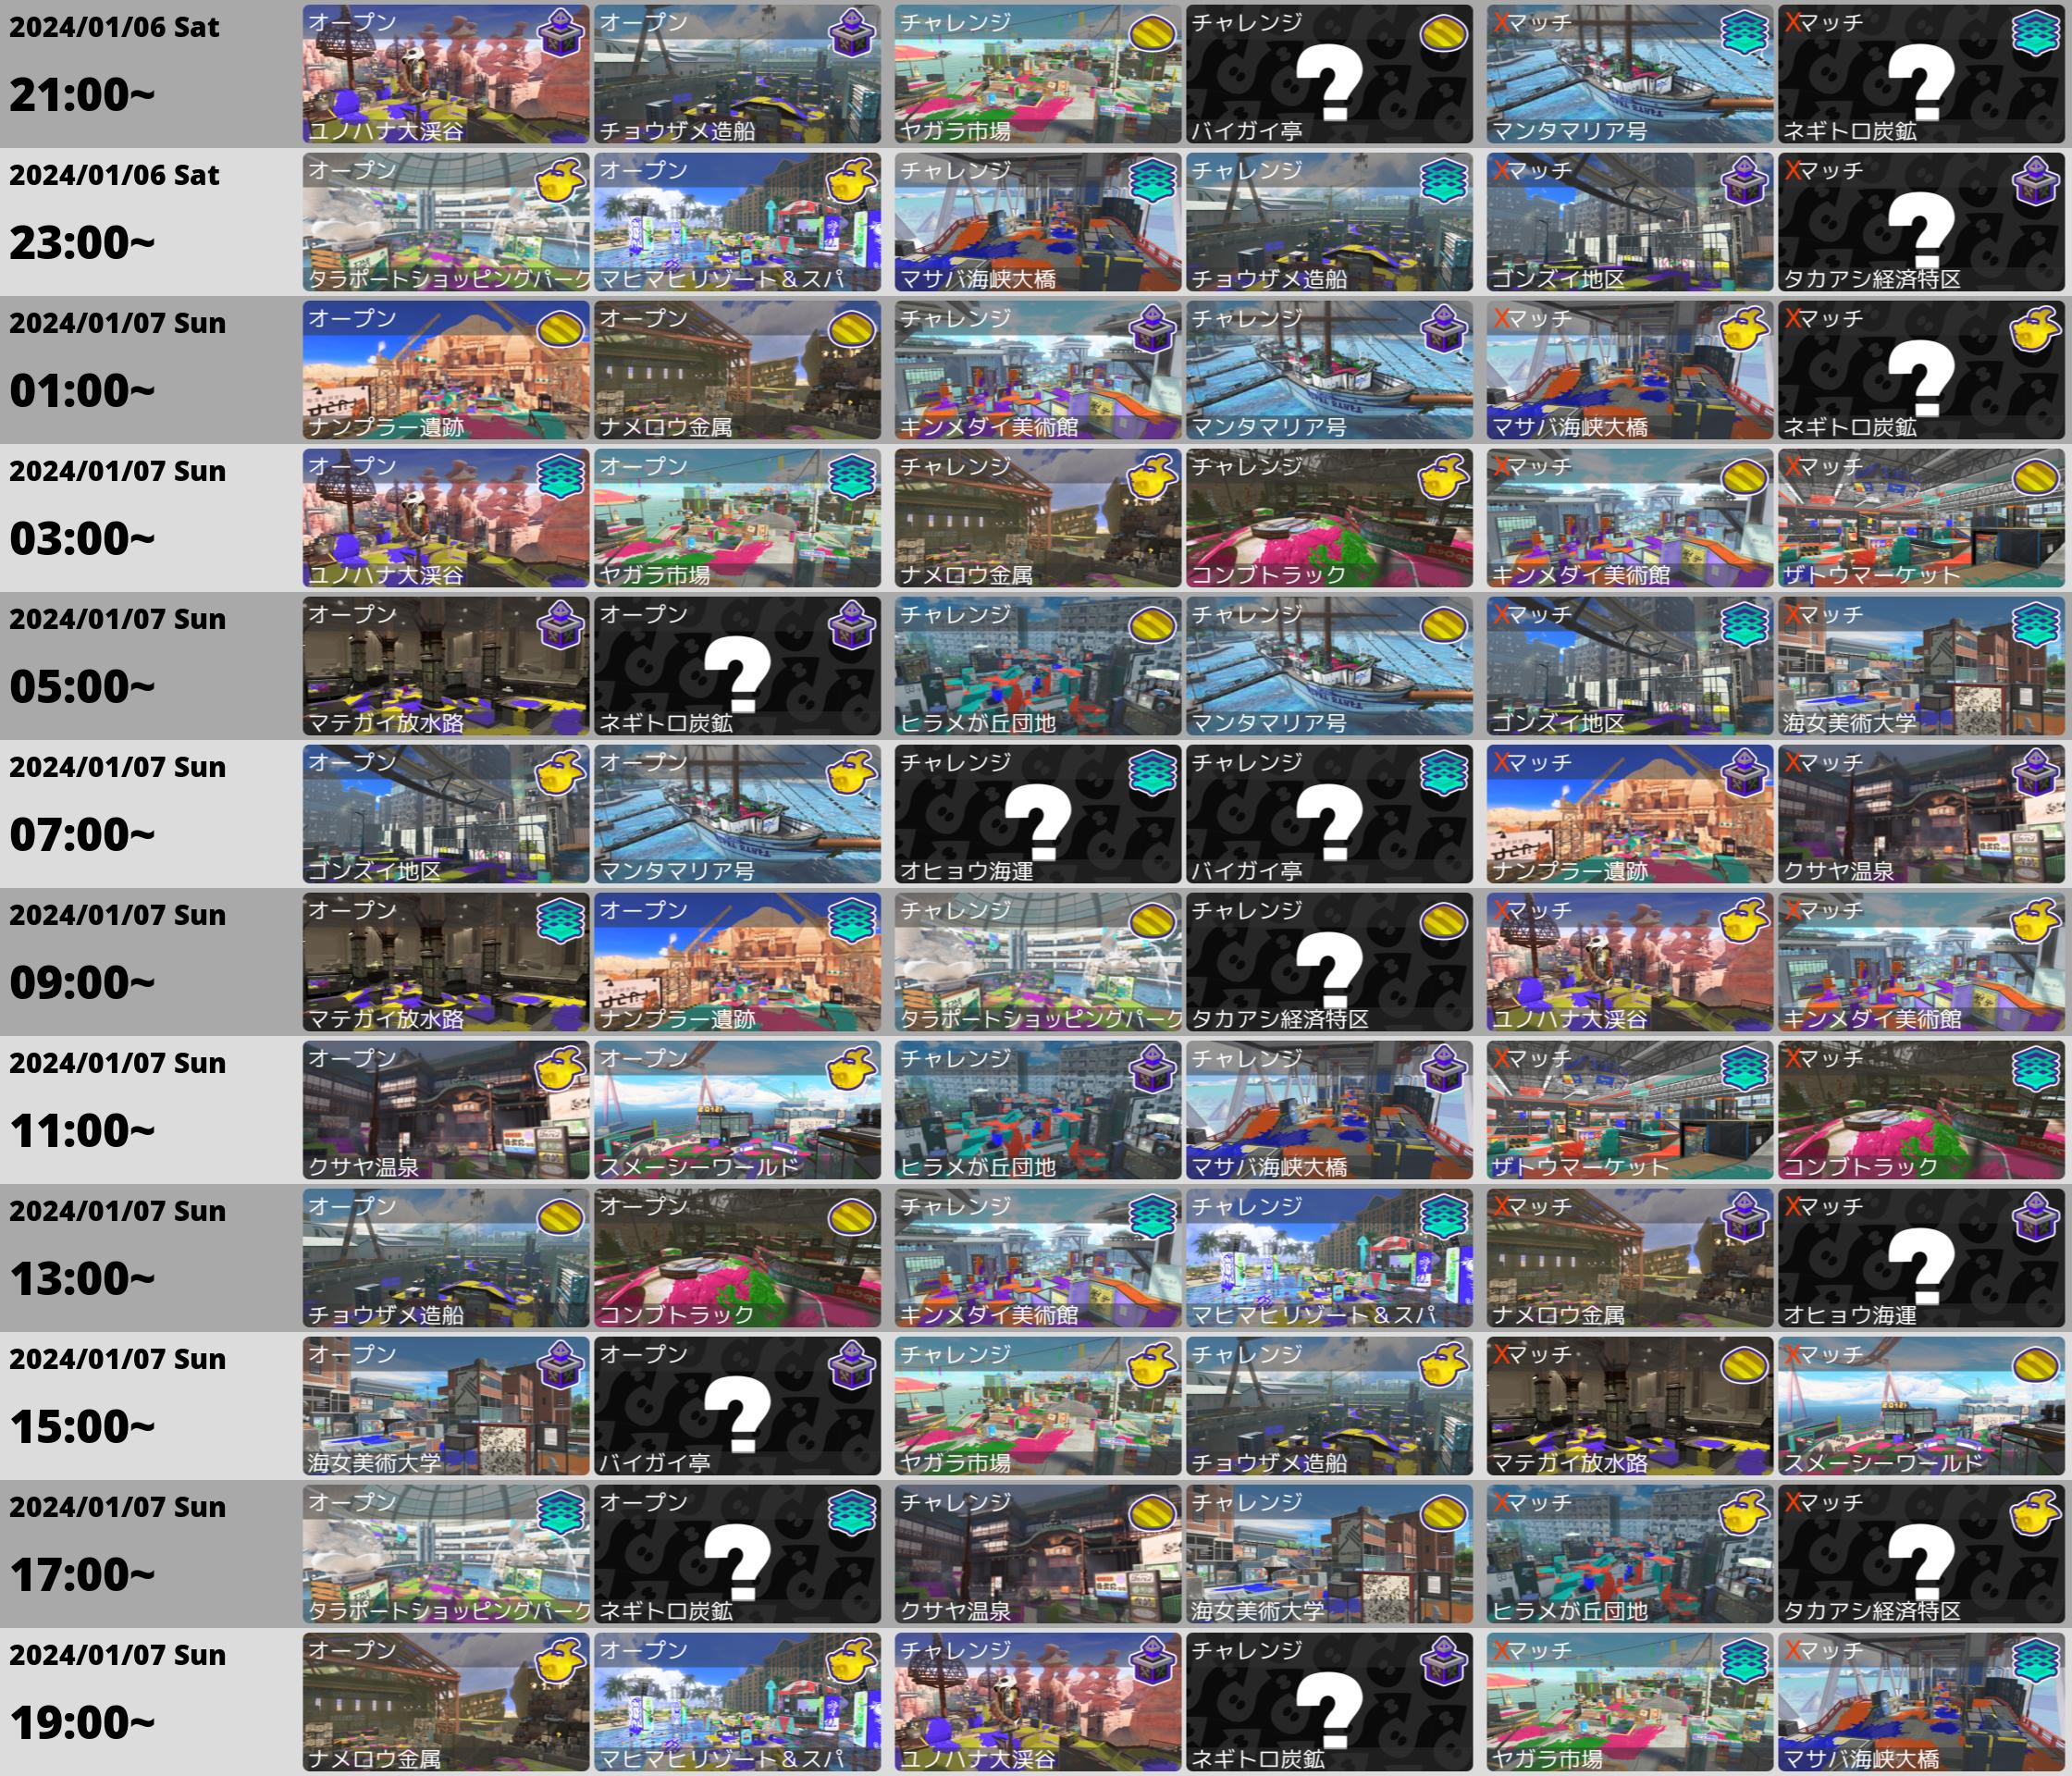 2024/01/06 Sat
21:00~
オープン オープン チャレンジ チャレンジ Xマッチ Xマッチ
ユノハナ大渓谷 チョウザメ造船 ヤガラ市場 バイガイ亭 マンタマリア号 ネギトロ炭鉱
2024/01/06 Sat
23:00~
オープン オープン チャレンジ チャレンジ Xマッチ Xマッチ
タラポートショッピングパーク マヒマヒリゾート＆スパ マサバ海峡大橋 チョウザメ造船 ゴンズイ地区 タカアシ経済特区
2024/01/07 Sun
01:00~
オープン オープン チャレンジ チャレンジ Xマッチ Xマッチ
ナンプラー遺跡 ナメロウ金属 キンメダイ美術館 マンタマリア号 マサバ海峡大橋 ネギトロ炭鉱
2024/01/07 Sun
03:00~
オープン オープン チャレンジ チャレンジ Xマッチ Xマッチ
ユノハナ大渓谷 ヤガラ市場 ナメロウ金属 コンブトラック キンメダイ美術館 ザトウマーケット
2024/01/07 Sun
05:00~
オープン オープン チャレンジ チャレンジ Xマッチ Xマッチ
マテガイ放水路 ネギトロ炭鉱 ヒラメが丘団地 マンタマリア号 ゴンズイ地区 海女美術大学
2024/01/07 Sun
07:00~
オープン オープン チャレンジ チャレンジ Xマッチ Xマッチ
ゴンズイ地区 マンタマリア号 オヒョウ海運 バイガイ亭 ナンプラー遺跡 クサヤ温泉
2024/01/07 Sun
09:00~
オープン オープン チャレンジ チャレンジ Xマッチ Xマッチ
マテガイ放水路 ナンプラー遺跡 タラポートショッピングパーク タカアシ経済特区 ユノハナ大渓谷 キンメダイ美術館
2024/01/07 Sun
11:00~
オープン オープン チャレンジ チャレンジ Xマッチ Xマッチ
クサヤ温泉 スメーシーワールド ヒラメが丘団地 マサバ海峡大橋 ザトウマーケット コンブトラック
2024/01/07 Sun
13:00~
オープン オープン チャレンジ チャレンジ Xマッチ Xマッチ
チョウザメ造船 コンブトラック キンメダイ美術館 マヒマヒリゾート＆スパ ナメロウ金属 オヒョウ海運
2024/01/07 Sun
15:00~
オープン オープン チャレンジ チャレンジ Xマッチ Xマッチ
海女美術大学 バイガイ亭 ヤガラ市場 チョウザメ造船 マテガイ放水路 スメーシーワールド
2024/01/07 Sun
17:00~
オープン オープン チャレンジ チャレンジ Xマッチ Xマッチ
タラポートショッピングパーク ネギトロ炭鉱 クサヤ温泉 海女美術大学 ヒラメが丘団地 タカアシ経済特区
2024/01/07 Sun
19:00~
オープン オープン チャレンジ チャレンジ Xマッチ Xマッチ
ナメロウ金属 マヒマヒリゾート＆スパ ユノハナ大渓谷 ネギトロ炭鉱 ヤガラ市場 マサバ海峡大橋